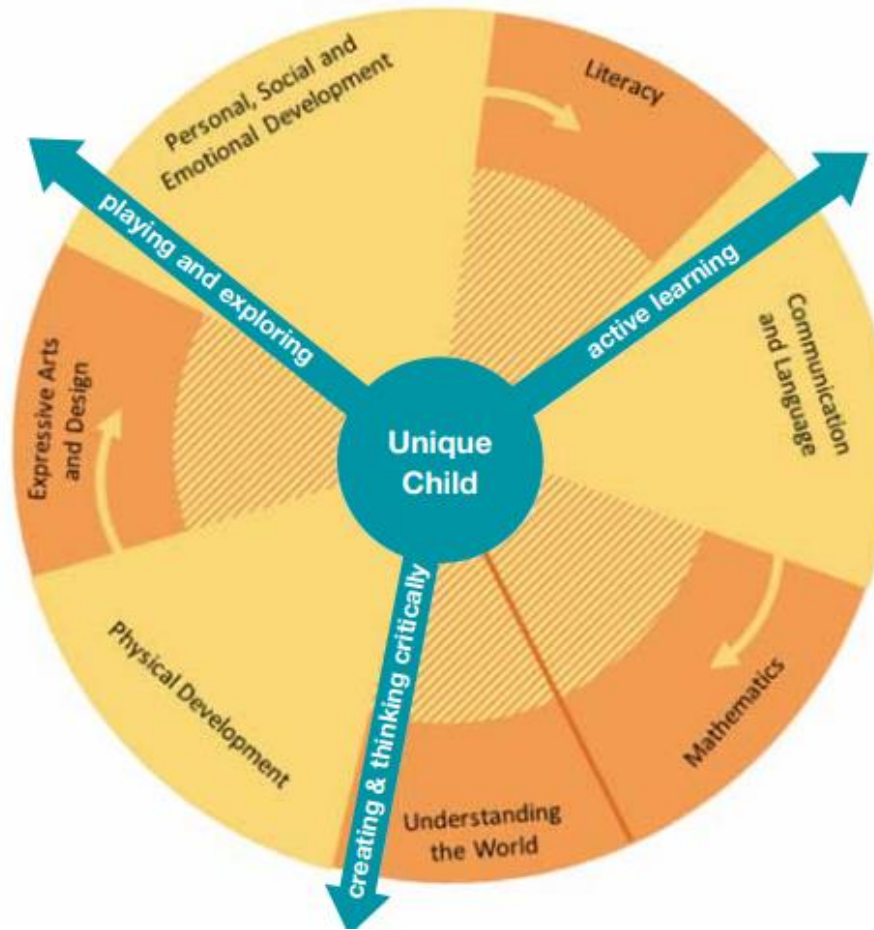 Personal, Social and
Emotional Development
Literacy
playing and exploring
active learning
Communication
and Language
Expressive Arts
and Design
Unique
Child
Physical Development
creating & thinking critically
Mathematics
Understanding
the World